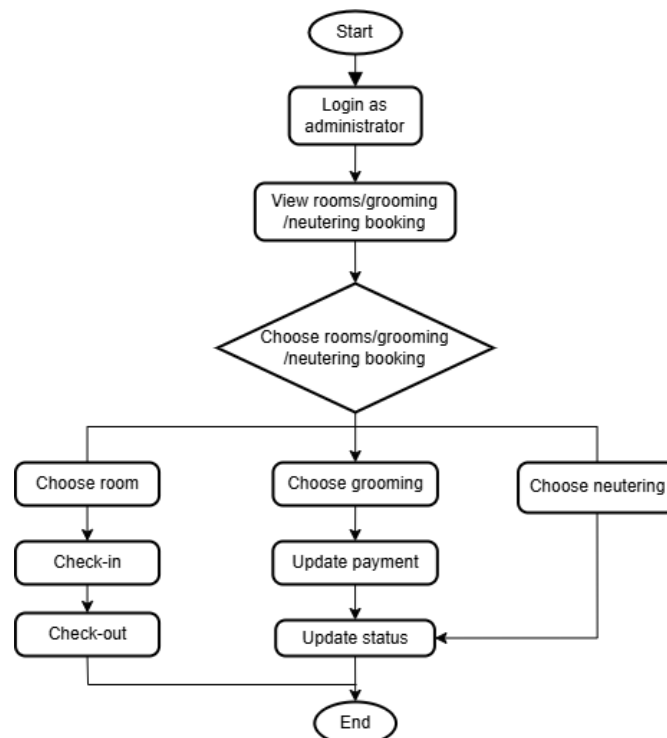 Start
Login as
administrator
View rooms/grooming
/neutering booking
Choose rooms/grooming
/neutering booking
Choose room
Choose grooming
Choose neutering
Check-in
Update payment
Check-out
Update status
End